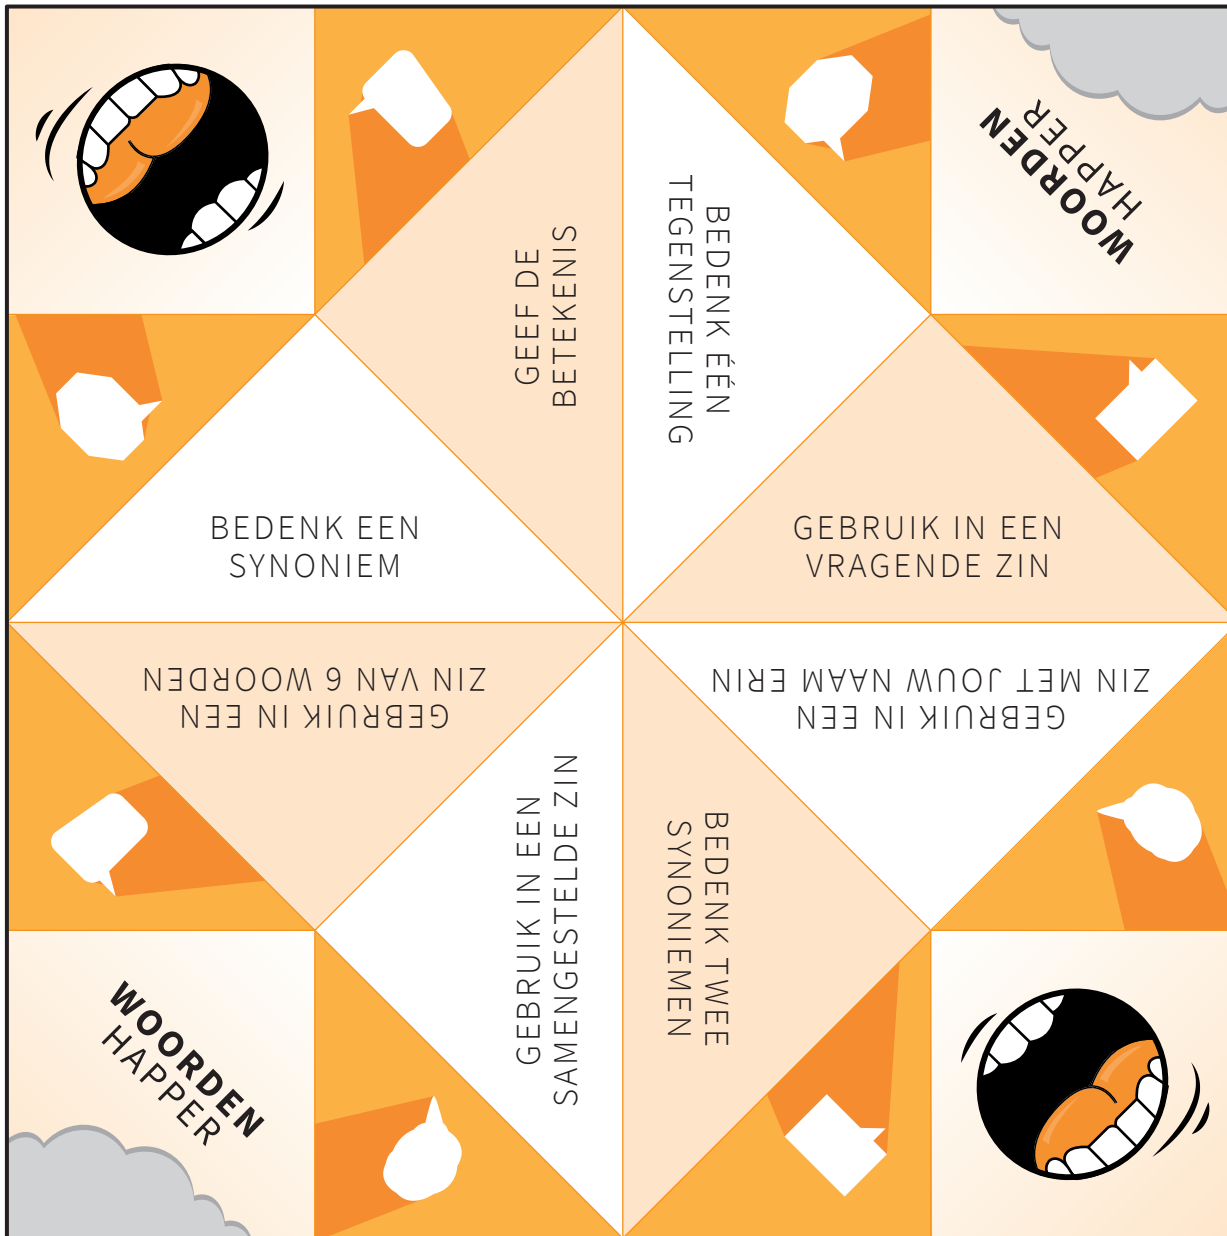 WOORDEN
HAPPER
GEEF DE
BETEKENIS
BEDENK ÉÉN
TEGENSTELLING
BEDENK EEN
SYNONIEM
GEBRUIK IN EEN
VRAGENDE ZIN
GEBRUIK IN EEN
ZIN VAN 6 WOORDEN
GEBRUIK IN EEN
ZIN MET JOUW NAAM ERIN
GEBRUIK IN EEN
SAMENGESTELDE ZIN
BEDENK TWEE
SYNONIEMEN
WOORDEN
HAPPER